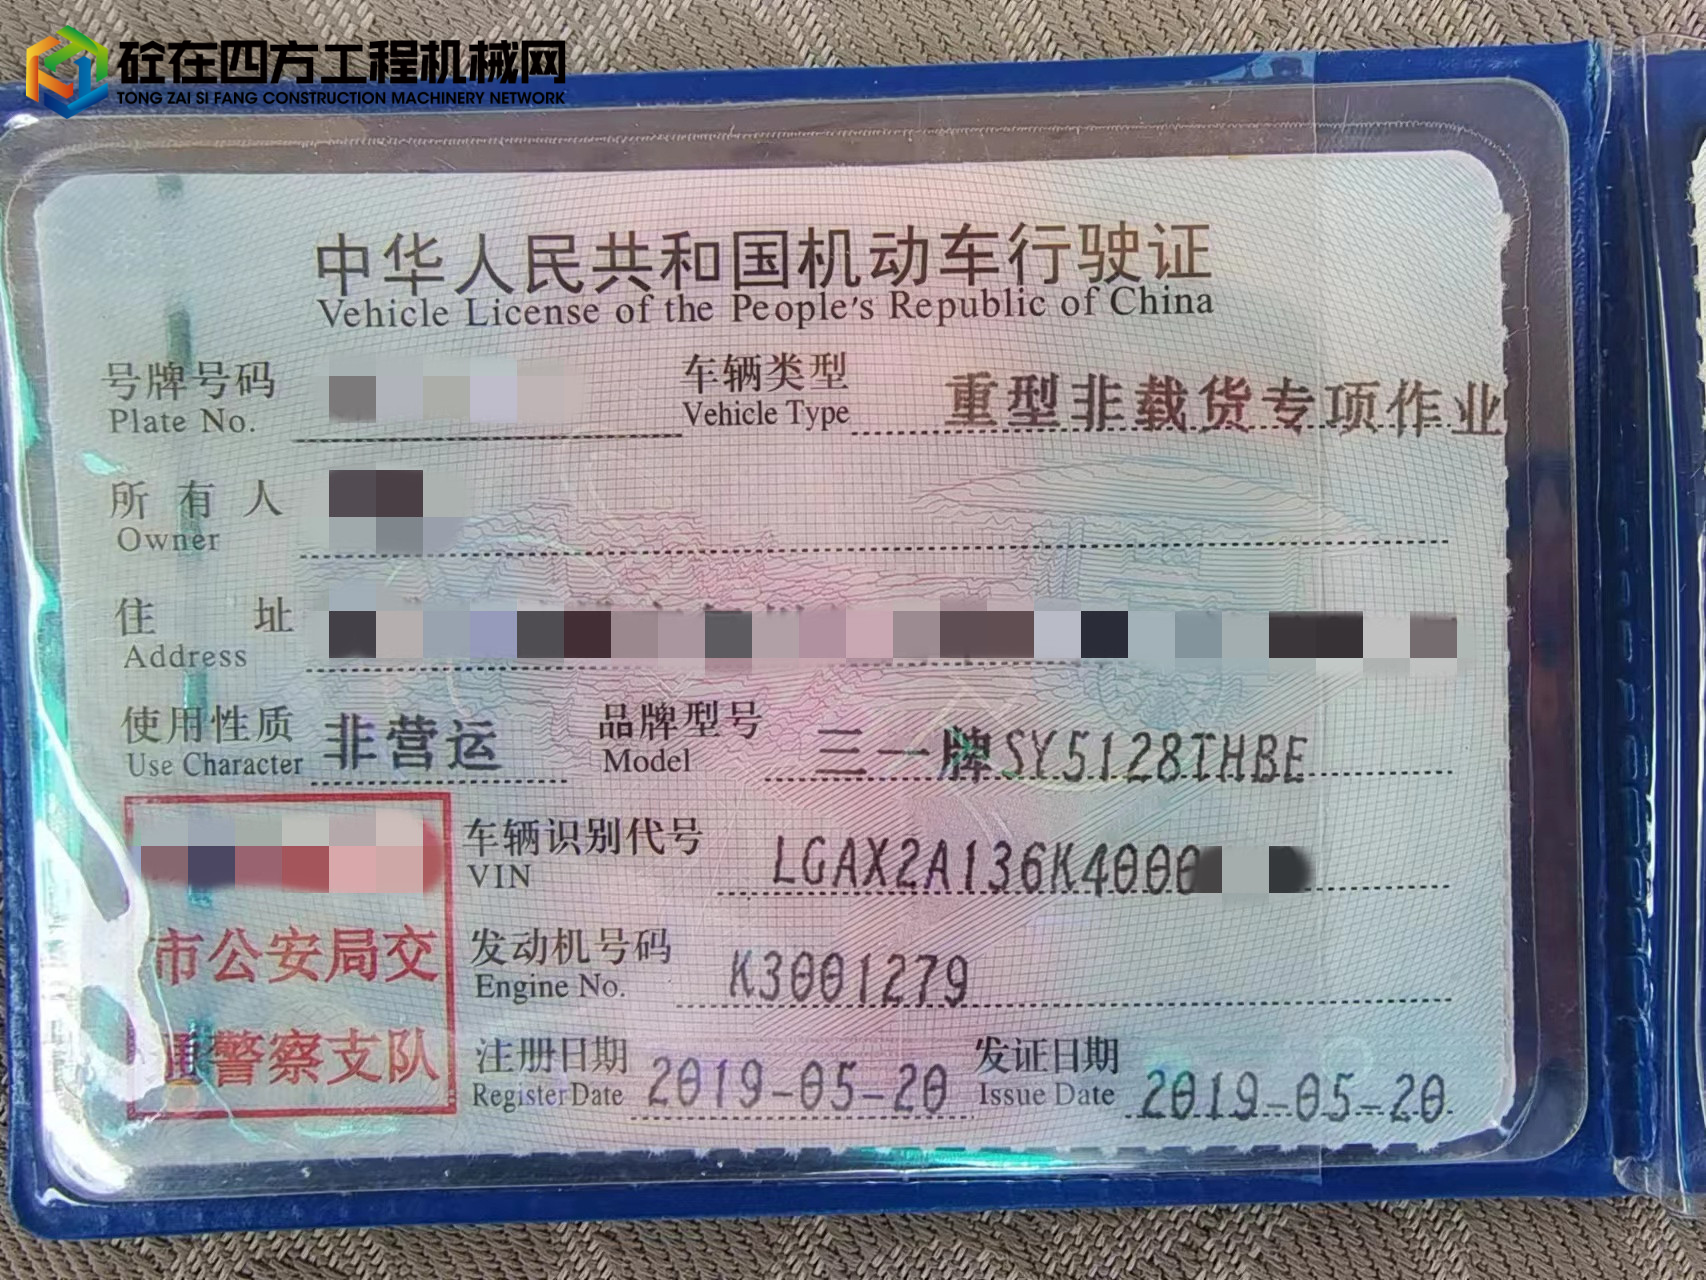 砼在四方工程机械网
TONG ZAI SI FANG CONSTRUCTION MACHINERY NETWORK
中华人民共和国机动车行驶证
Vehicle License of the People's Republic of China
号牌号码 车辆类型 重型非载货专项作业
Plate No. Vehicle Type
所有人
Owner
住址
Address
使用性质 非营运 品牌型号 三一牌SY5128THBE
Use Character Model
车辆识别代号 LGAX2A136K4000
VIN
市公安局交
通警察支队
发动机号码 K3001279
Engine No.
注册日期 2019-05-20 发证日期 2019-05-20
Register Date Issue Date